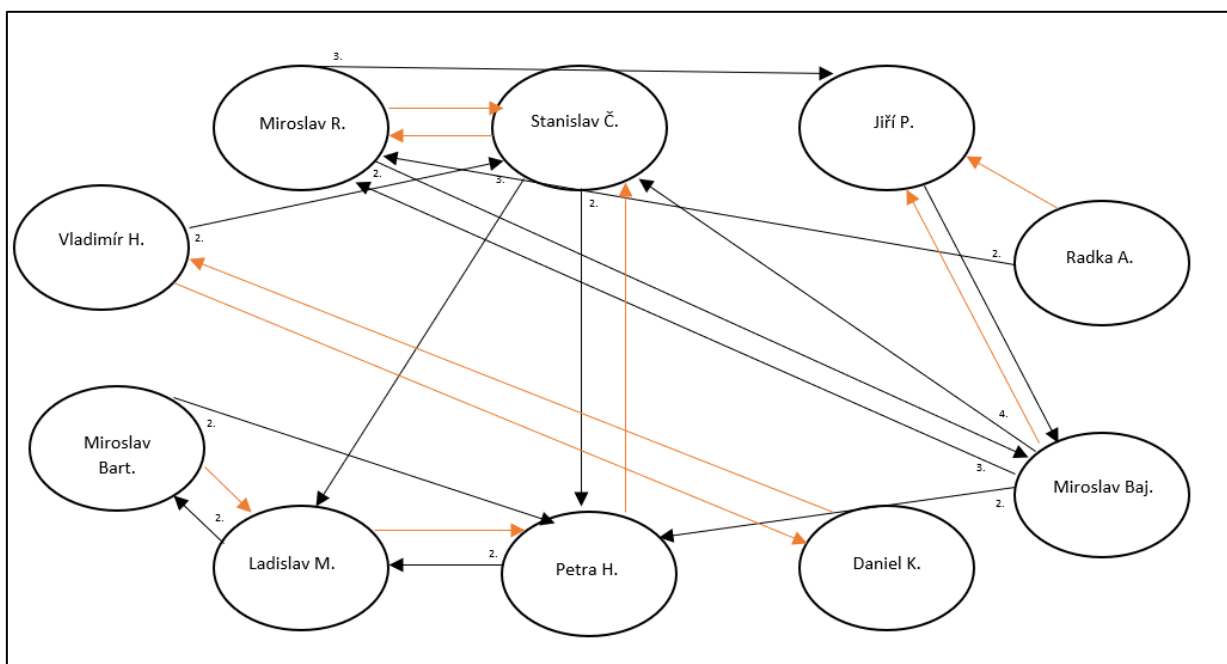 3.
Miroslav R.
Stanislav Č.
Jiří P.
2.
3.
2.
Vladimír H.
2.
2.
Radka A.
2.
4.
Miroslav
Bart.
3.
Miroslav Baj.
2.
2.
2.
Ladislav M.
Petra H.
Daniel K.